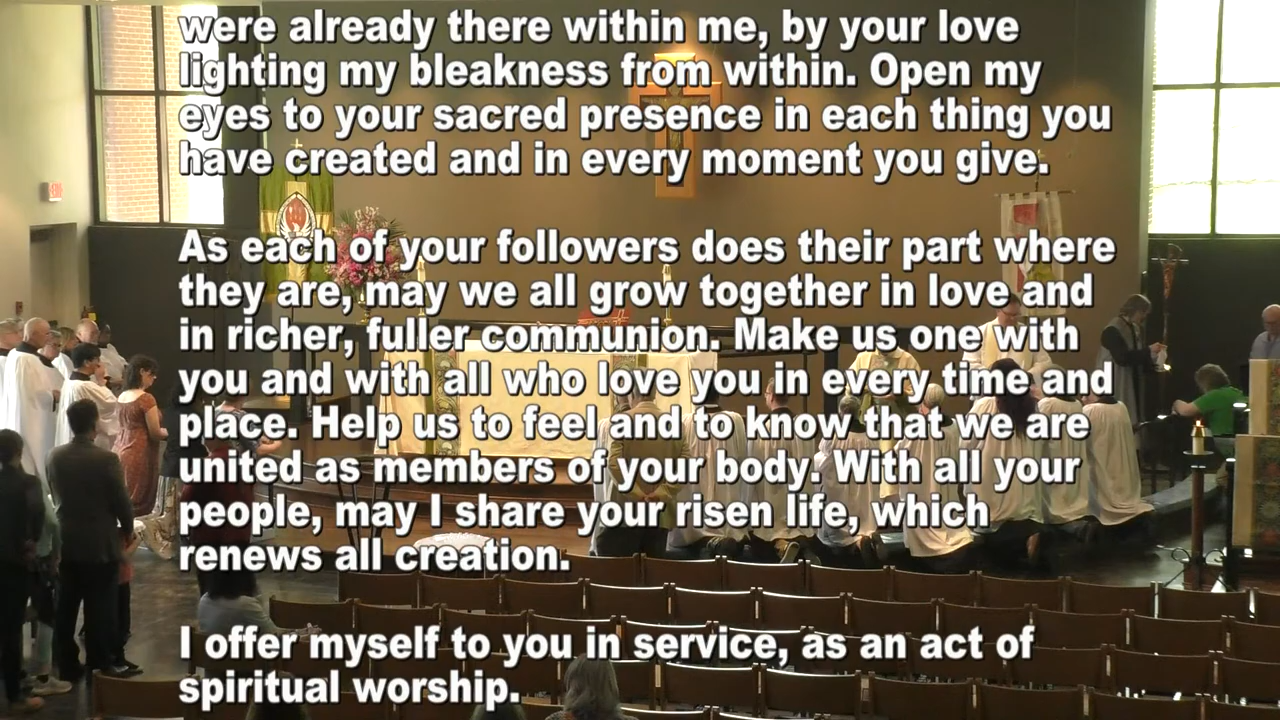 were already there within me, by your love
lighting my bleakness from within. Open my
eyes to your sacred presence in each thing you
have created and in every moment you give.
As each of your followers does their part where
they are, may we all grow together in love and
in richer, fuller communion. Make us one with
you and with all who love you in every time and
place. Help us to feel and to know that we are
united as members of your body. With all your
people, may I share your risen life, which
renews all creation.
I offer myself to you in service, as an act of
spiritual worship.